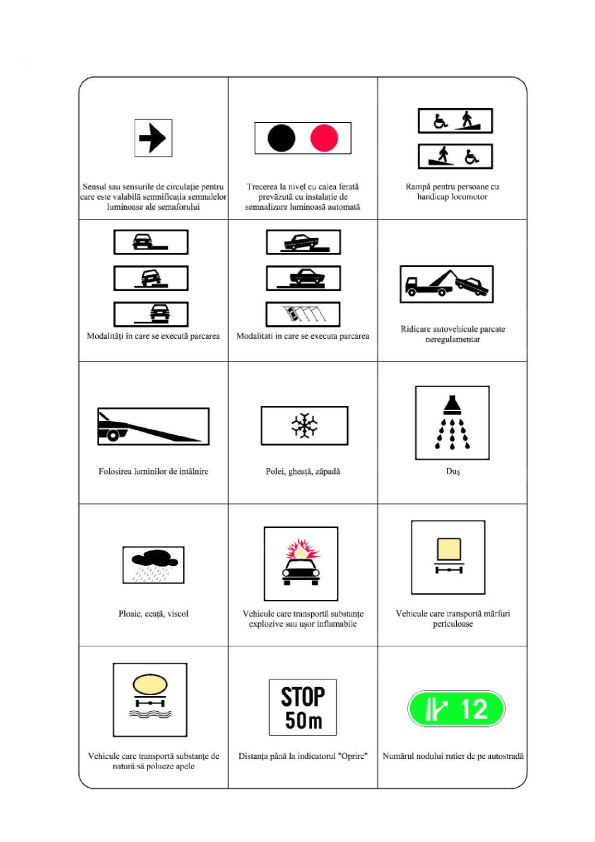 Sensul sau sensurile de circulație pentru
care este valabilă semnificația semnalelor
luminoase ale semaforului
Trecerea la nivel cu calea ferată
prevăzută cu instalație de
semnalizare luminoasă automată
Rampă pentru persoane cu
handicap locomotor
Modalități în care se execută parcarea
Modalitati in care se executa parcarea
Ridicare autovehicule parcate
neregulamentar
Folosirea luminilor de întâlnire
Polei, gheață, zăpadă
Duș
Ploaie, ceață, viscol
Vehicule care transportă substanțe
explozive sau ușor inflamabile
Vehicule care transportă mărfuri
periculoase
Vehicule care transportă substanțe de
natură să polueze apele
STOP
50m
Distanța până la indicatorul "Oprire"
12
Numărul nodului rutier de pe autostradă